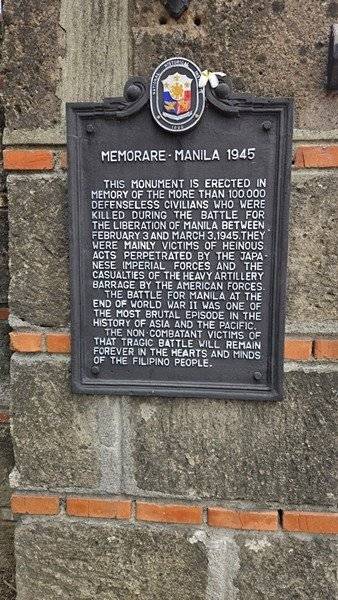 MEMORARE - MANILA 1945
THIS MONUMENT IS ERECTED IN
MEMORY OF THE MORE THAN 100.000
DEFENSELESS CIVILIANS WHO WERE
KILLED DURING THE BATTLE FOR
THE LIBERATION OF MANILA BETWEEN
FEBRUARY 3 AND MARCH 3, 1945. THEY
WERE MAINLY VICTIMS OF HEINOUS
ACTS PERPETRATED BY THE JAPA-
NESE IMPERIAL FORCES AND THE
CASUALTIES OF THE HEAVY ARTILLERY
BARRAGE BY THE AMERICAN FORCES.
THE BATTLE FOR MANILA AT THE
END OF WORLD WAR II WAS ONE OF
THE MOST BRUTAL EPISODE IN THE
HISTORY OF ASIA AND THE PACIFIC.
THE NON-COMBATANT VICTIMS OF
THAT TRAGIC BATTLE WILL REMAIN
FOREVER IN THE HEARTS AND MINDS
OF THE FILIPINO PEOPLE.